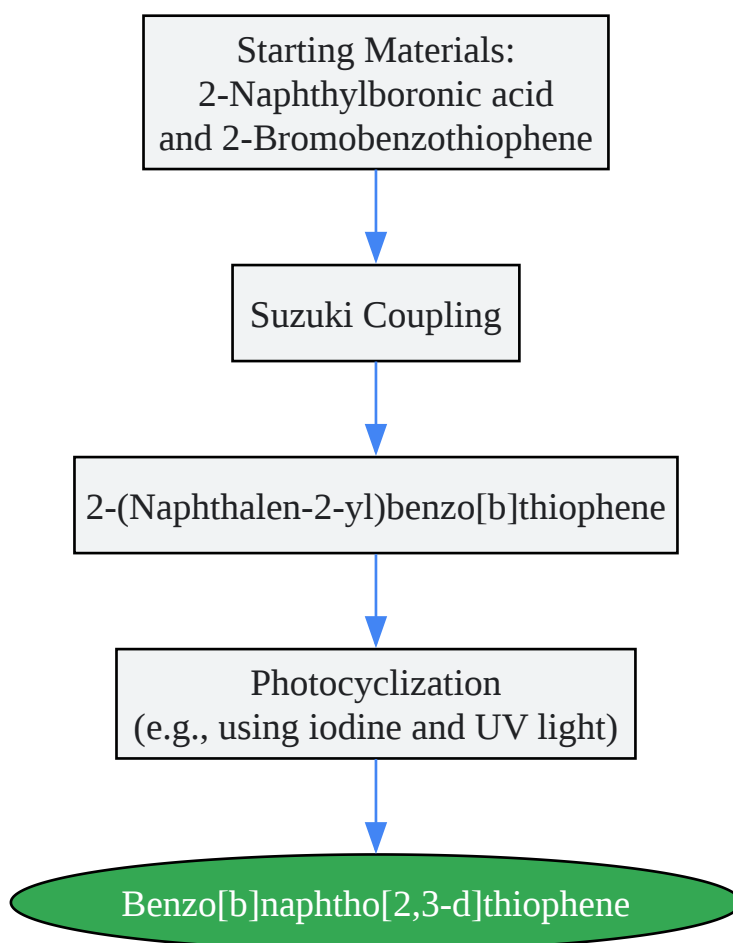 Starting Materials:
2-Naphthylboronic acid
and 2-Bromobenzothiophene
Suzuki Coupling
2-(Naphthalen-2-yl)benzo[b]thiophene
Photocyclization
(e.g., using iodine and UV light)
Benzo[b]naphtho[2,3-d]thiophene